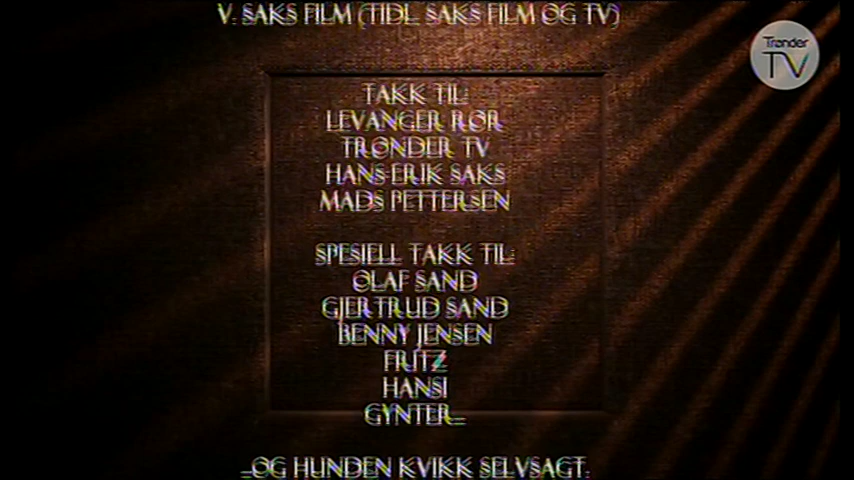 V. SAKS FILM (TIDL. SAKS FILM OG TV)
Trønder
TV
TAKK TIL:
LEVANGER RØR
TRØNDER TV
HANS-ERIK SAKS
MADS PETTERSEN
SPESIELL TAKK TIL:
OLAF SAND
GJERTRUD SAND
BENNY JENSEN
FRITZ
HANSI
GYNTER...
...OG HUNDEN KVIKK SELVSAGT.